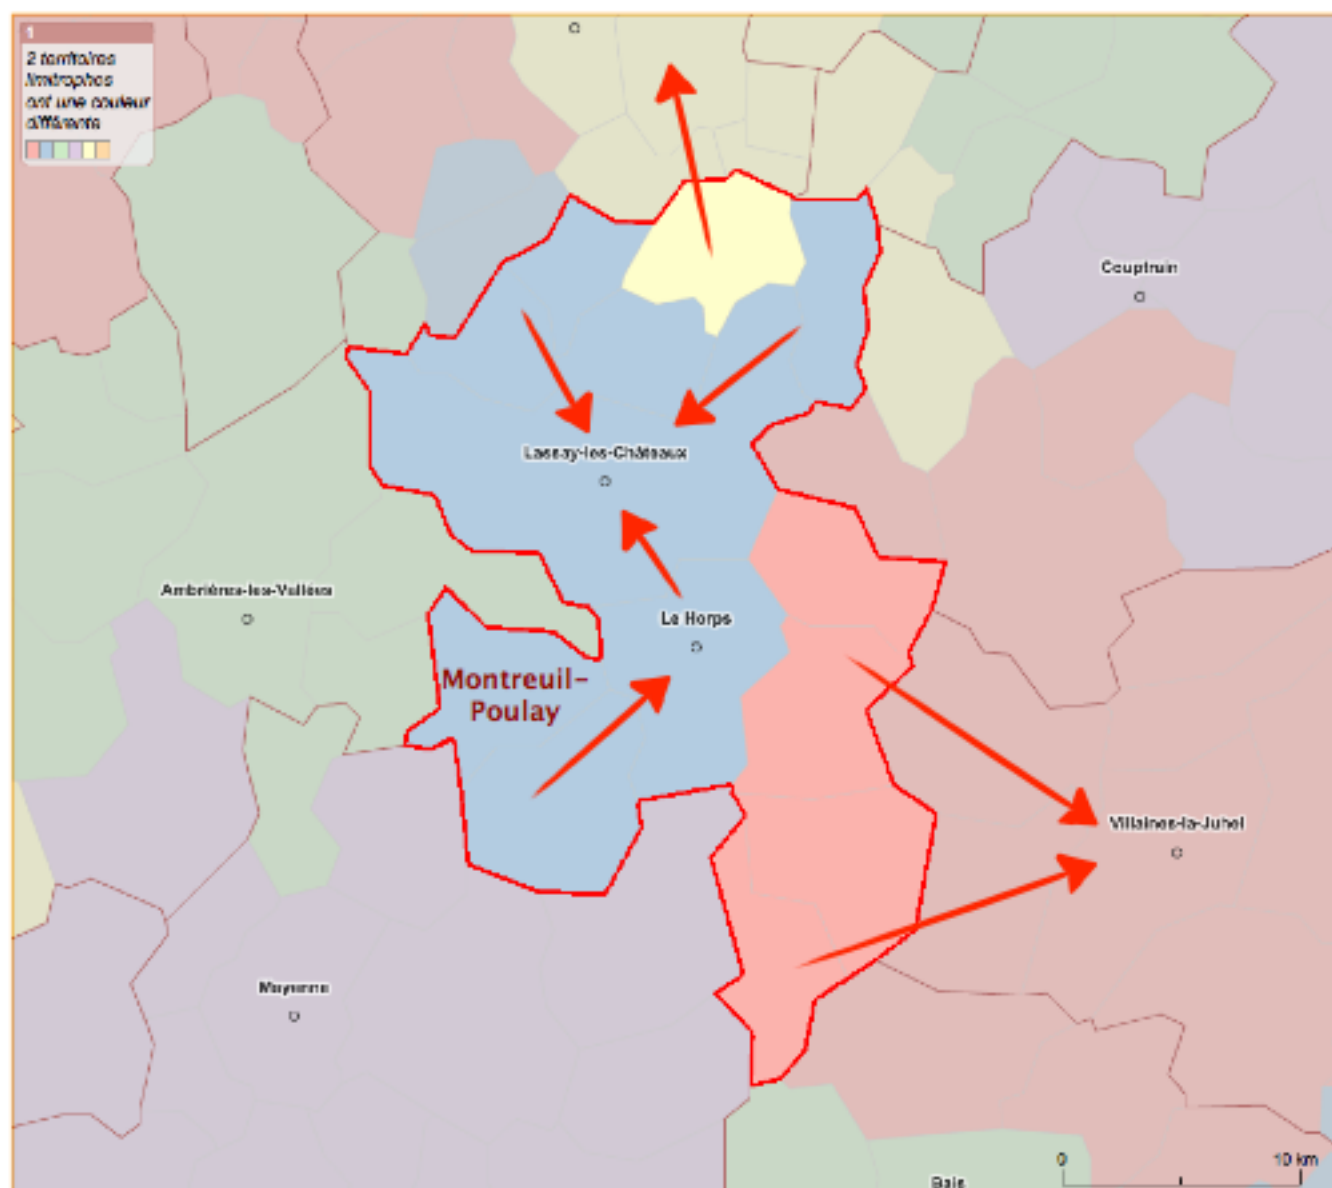 1
2 territoires
limitrophes
ont une couleur
différente
Couptrain
Lassay-les-Châteaux
Ambrières-les-Vallées
Le Horps
Montreuil-
Poulay
Villaines-la-Juhel
Mayenne
0 10 km
Bais